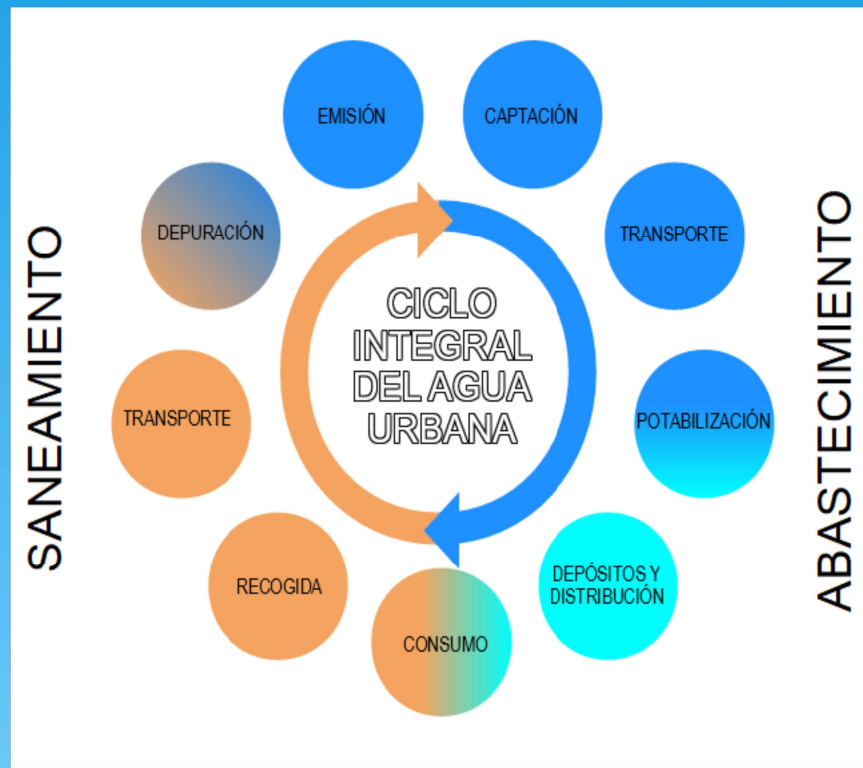 EMISIÓN
CAPTACIÓN
DEPURACIÓN
TRANSPORTE
SANEAMIENTO
CICLO
INTEGRAL
DEL AGUA
URBANA
ABASTECIMIENTO
TRANSPORTE
POTABILIZACIÓN
RECOGIDA
DEPÓSITOS Y
DISTRIBUCIÓN
CONSUMO